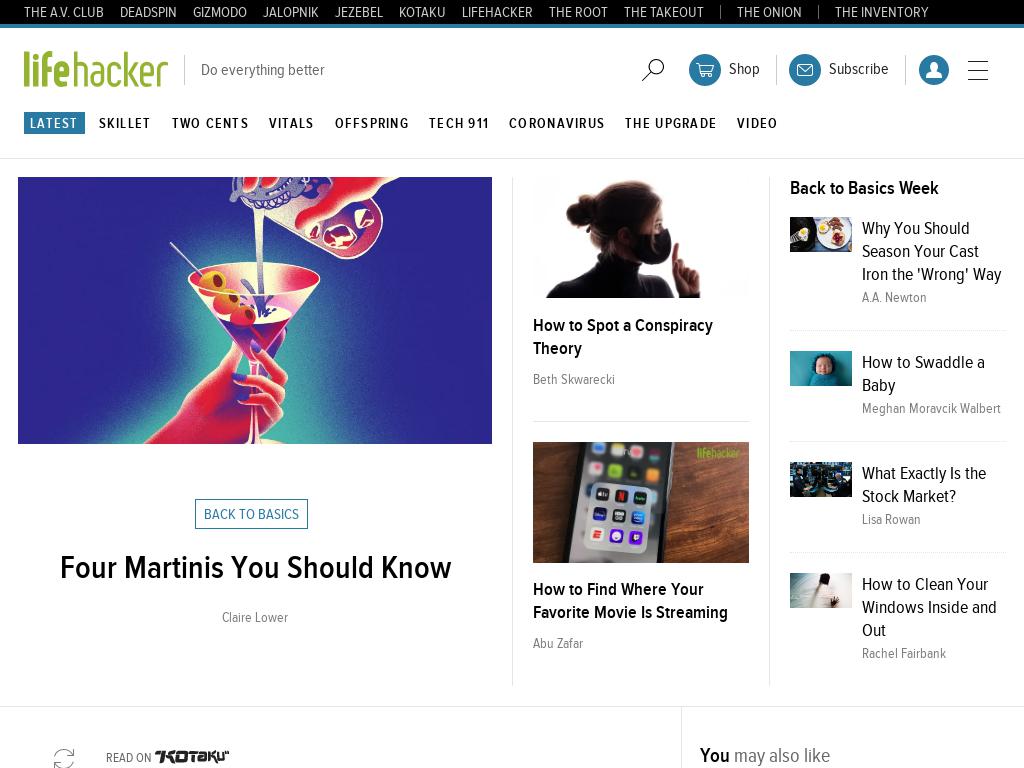 THE A.V. CLUB DEADSPIN GIZMODO JALOPNIK JEZEBEL KOTAKU LIFEHACKER THE ROOT THE TAKEOUT THE ONION THE INVENTORY
lifehacker Do everything better Shop Subscribe
LATEST SKILLET TWO CENTS VITALS OFFSPRING TECH 911 CORONAVIRUS THE UPGRADE VIDEO
BACK TO BASICS
Four Martinis You Should Know
Claire Lower
How to Spot a Conspiracy
Theory
Beth Skwarecki
lifehacker
How to Find Where Your
Favorite Movie Is Streaming
Abu Zafar
Back to Basics Week
Why You Should
Season Your Cast
Iron the 'Wrong' Way
A.A. Newton
How to Swaddle a
Baby
Meghan Moravcik Walbert
What Exactly Is the
Stock Market?
Lisa Rowan
How to Clean Your
Windows Inside and
Out
Rachel Fairbank
READ ON KOTAKU
You may also like